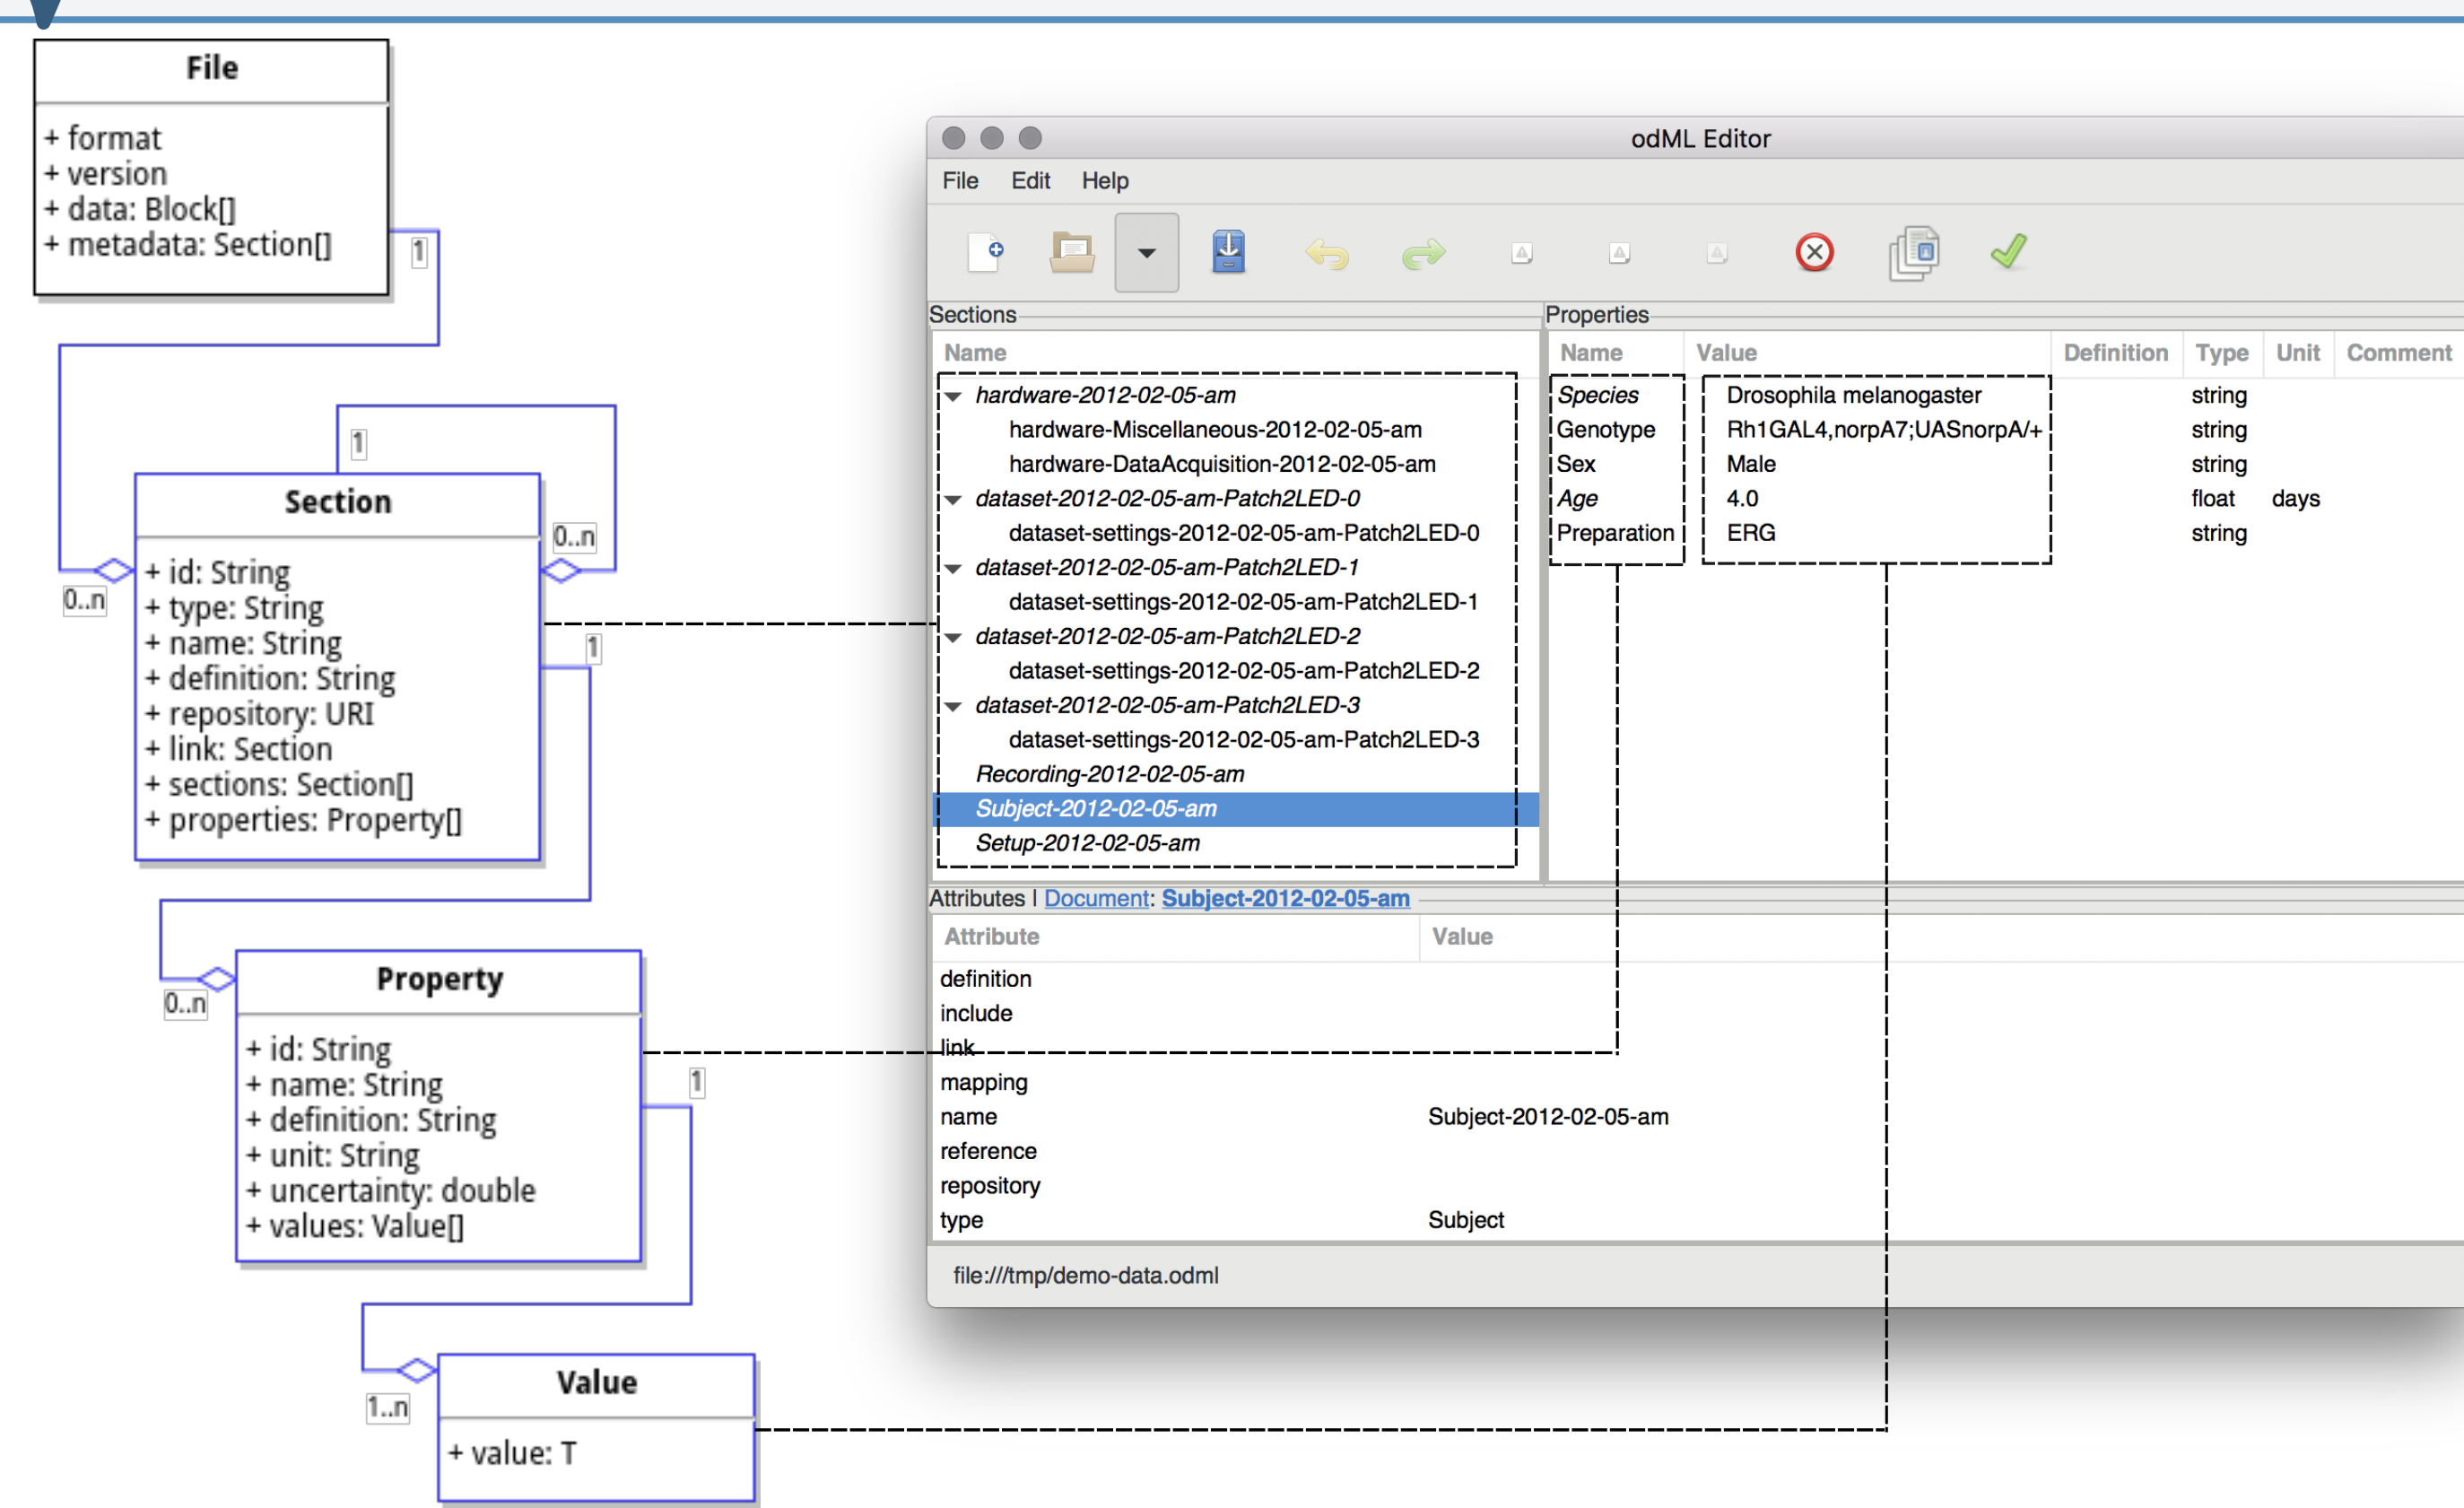 File
+ format
+ version
+ data: Block[]
+ metadata: Section[]
1
1
Section
0..n
+ id: String
+ type: String
+ name: String
+ definition: String
+ repository: URI
+ link: Section
+ sections: Section[]
+ properties: Property[]
0..n
1
Property
0..n
+ id: String
+ name: String
+ definition: String
+ unit: String
+ uncertainty: double
+ values: Value[]
1
Value
1..n
+ value: T
odML Editor
File Edit Help
Sections
Name
hardware-2012-02-05-am
hardware-Miscellaneous-2012-02-05-am
hardware-DataAcquisition-2012-02-05-am
dataset-2012-02-05-am-Patch2LED-0
dataset-settings-2012-02-05-am-Patch2LED-0
dataset-2012-02-05-am-Patch2LED-1
dataset-settings-2012-02-05-am-Patch2LED-1
dataset-2012-02-05-am-Patch2LED-2
dataset-settings-2012-02-05-am-Patch2LED-2
dataset-2012-02-05-am-Patch2LED-3
dataset-settings-2012-02-05-am-Patch2LED-3
Recording-2012-02-05-am
Subject-2012-02-05-am
Setup-2012-02-05-am
Properties
Name Value Definition Type Unit Comment
Species Drosophila melanogaster string
Genotype Rh1GAL4,norpA7;UASnorpA/+ string
Sex Male string
Age 4.0 float days
Preparation ERG string
Attributes | Document: Subject-2012-02-05-am
Attribute Value
definition
include
link
mapping
name Subject-2012-02-05-am
reference
repository
type Subject
file:///tmp/demo-data.odml